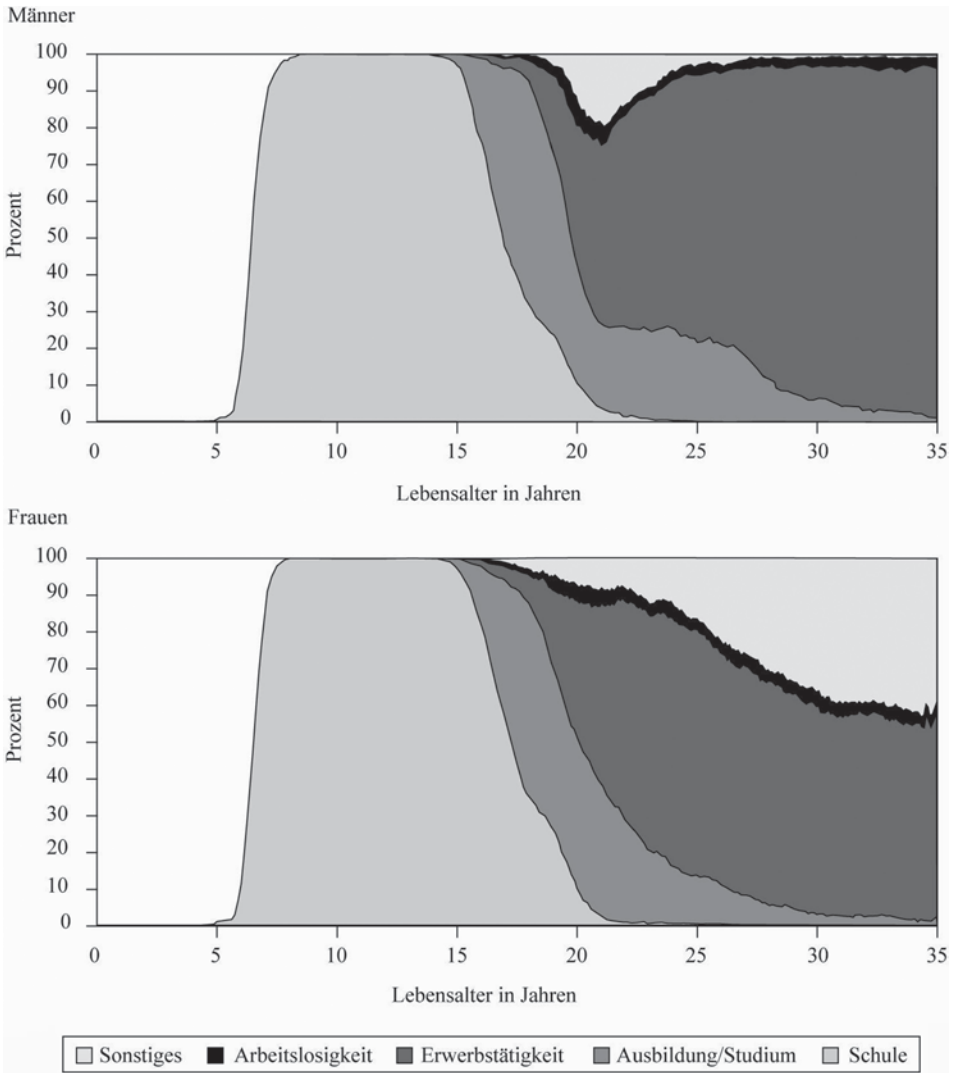 Männer
100
90
80
70
60
50
40
30
20
10
0
Prozent
0 5 10 15 20 25 30 35
Lebensalter in Jahren
Frauen
100
90
80
70
60
50
40
30
20
10
0
Prozent
0 5 10 15 20 25 30 35
Lebensalter in Jahren
Sonstiges Arbeitslosigkeit Erwerbstätigkeit Ausbildung/Studium Schule